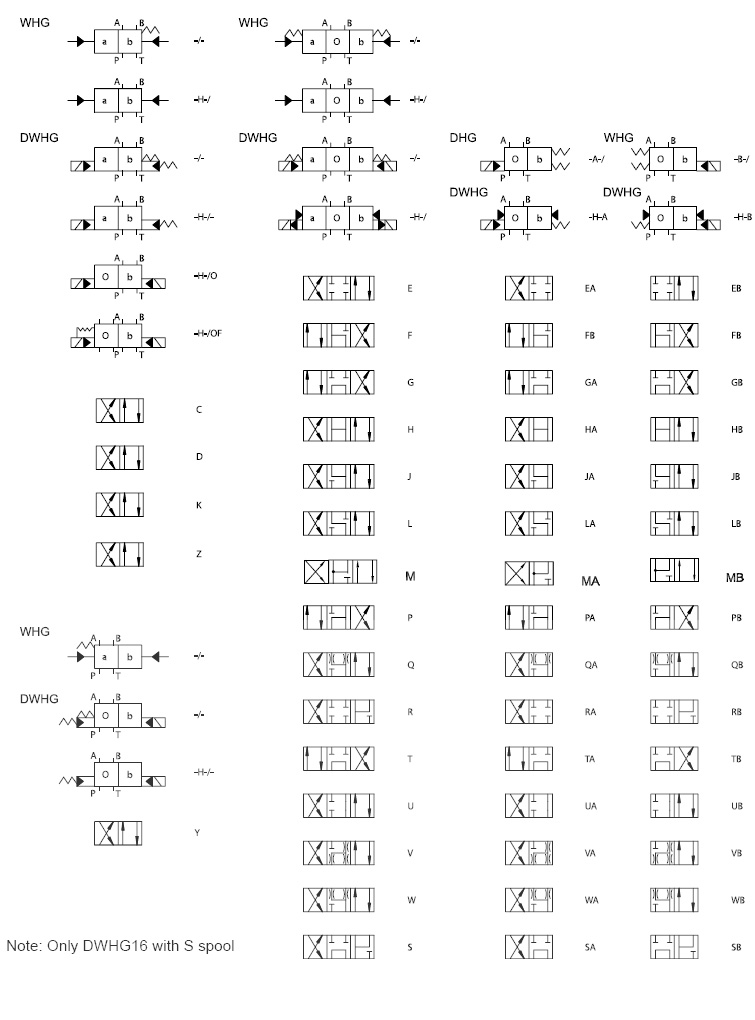 WHG A B a b P T -/-
WHG A B a O b P T -/-
A B a b P T -H-/
A B a O b P T -H-/
DWHG A B a b P T -/-
DWHG A B a O b P T -/-
DHG A B O b P T -A-/
WHG A B O b P T -B-/
A B a b P T -H-/-
A B a O b P T -H-/
DWHG A B O b P T -H-A
DWHG A B O b P T -H-B
A B O b P T -H-/O
E EA EB
A B O b P T -H-/OF
F FB FB
G GA GB
C
H HA HB
D
J JA JB
K
L LA LB
Z
M MA MB
P PA PB
WHG A B a b P T -/-
Q QA QB
DWHG A B O b P T -/-
R RA RB
A B O b P T -H-/-
T TA TB
U UA UB
Y
V VA VB
W WA WB
Note: Only DWHG16 with S spool
S SA SB